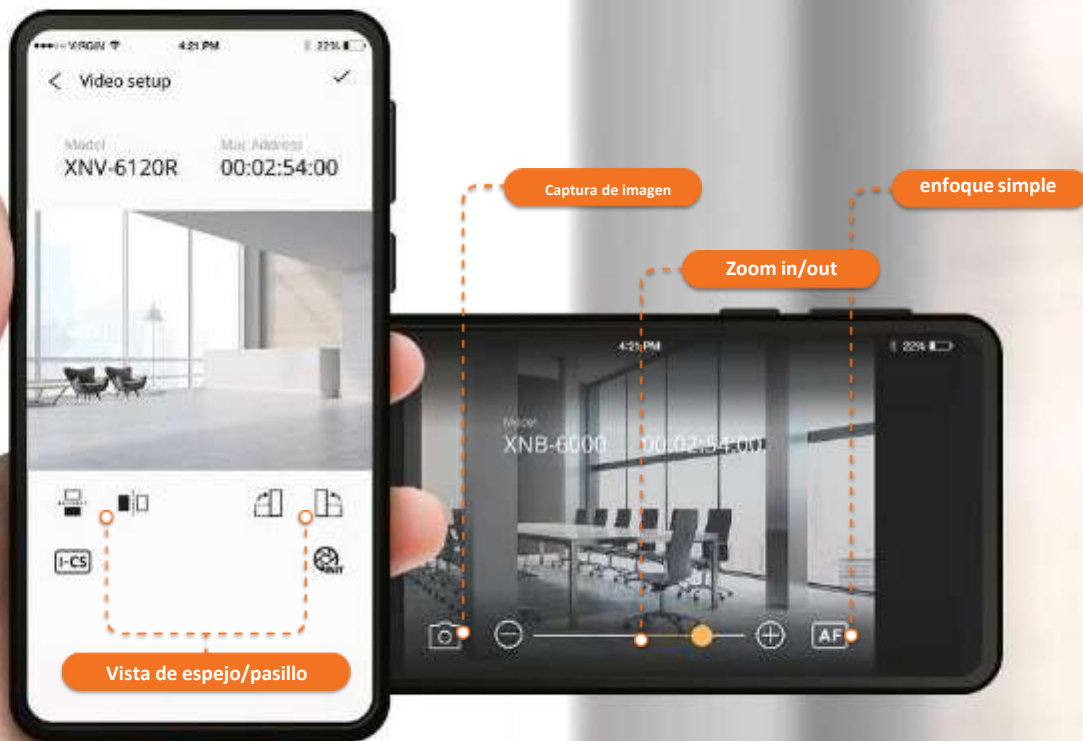 VIRGIN 4:21 PM 22%
Video setup
Model Mac Address
XNV-6120R 00:02:54:00
I-CS
Vista de espejo/pasillo
Captura de imagen
enfoque simple
Zoom in/out
4:21 PM 22%
Model
XNB-6000 00:02:54:00
AF